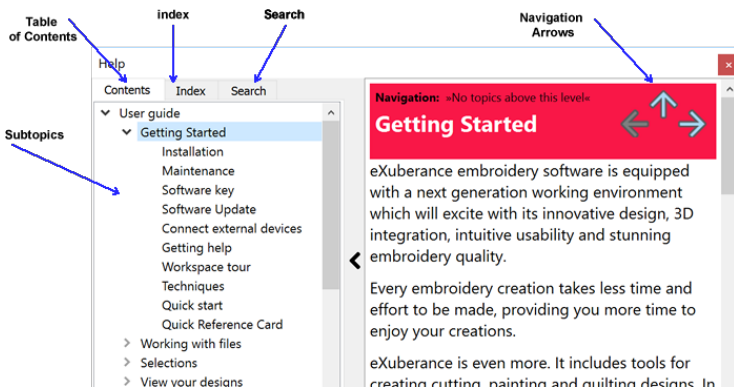 Table
of Contents
index
Search
Navigation
Arrows
Help
Contents
Index
Search
Subtopics
User guide
Getting Started
Installation
Maintenance
Software key
Software Update
Connect external devices
Getting help
Workspace tour
Techniques
Quick start
Quick Reference Card
Working with files
Selections
View your designs
Navigation: »No topics above this level«
Getting Started
eXuberance embroidery software is equipped
with a next generation working environment
which will excite with its innovative design, 3D
integration, intuitive usability and stunning
embroidery quality.
Every embroidery creation takes less time and
effort to be made, providing you more time to
enjoy your creations.
eXuberance is even more. It includes tools for
creating cutting, painting and quilting designs. In